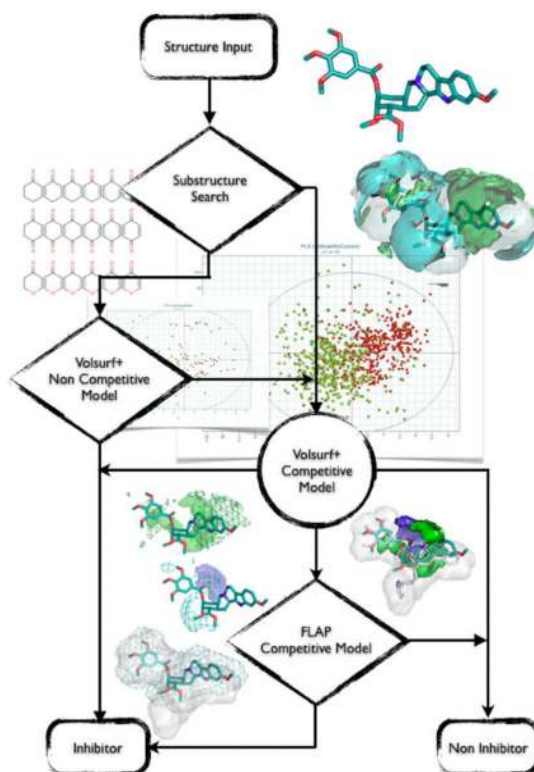 Structure Input
Substructure
Search
Volsurf+
Non Competitive
Model
Volsurf+
Competitive
Model
FLAP
Competitive Model
Inhibitor
Non Inhibitor